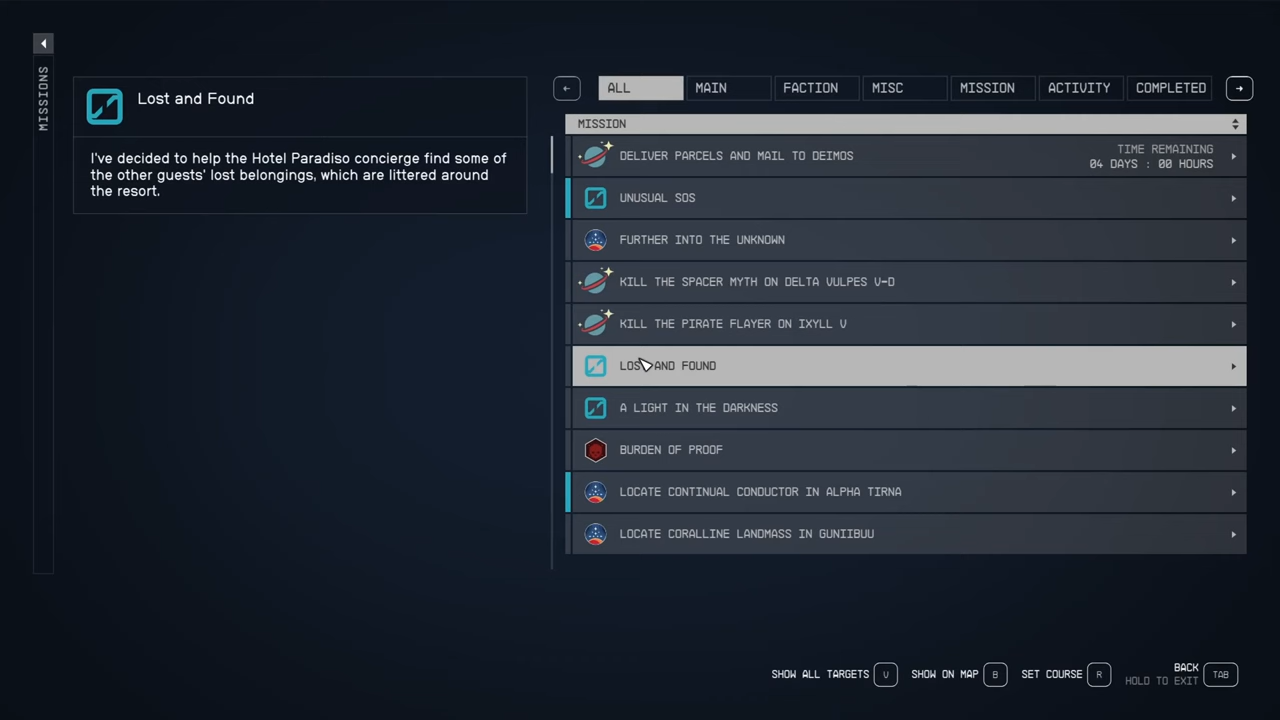 MISSIONS
Lost and Found
I've decided to help the Hotel Paradiso concierge find some of
the other guests' lost belongings, which are littered around
the resort.
ALL MAIN FACTION MISC MISSION ACTIVITY COMPLETED
MISSION
DELIVER PARCELS AND MAIL TO DEIMOS
TIME REMAINING
04 DAYS : 00 HOURS
UNUSUAL SOS
FURTHER INTO THE UNKNOWN
KILL THE SPACER MYTH ON DELTA VULPES V-D
KILL THE PIRATE FLAYER ON IXYLL V
LOST AND FOUND
A LIGHT IN THE DARKNESS
BURDEN OF PROOF
LOCATE CONTINUAL CONDUCTOR IN ALPHA TIRNA
LOCATE CORALLINE LANDMASS IN GUNIIBUU
SHOW ALL TARGETS V SHOW ON MAP B SET COURSE R BACK TAB
HOLD TO EXIT